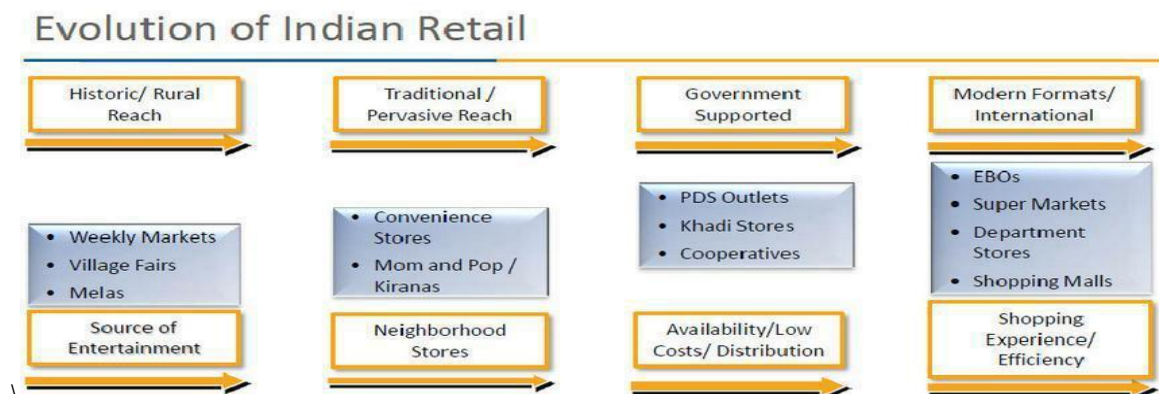 Evolution of Indian Retail
Historic/ Rural
Reach
Traditional /
Pervasive Reach
Government
Supported
Modern Formats/
International
• Weekly Markets
• Village Fairs
• Melas
• Convenience
Stores
• Mom and Pop /
Kiranas
• PDS Outlets
• Khadi Stores
• Cooperatives
• EBOs
• Super Markets
• Department
Stores
• Shopping Malls
Source of
Entertainment
Neighborhood
Stores
Availability/Low
Costs/ Distribution
Shopping
Experience/
Efficiency
\